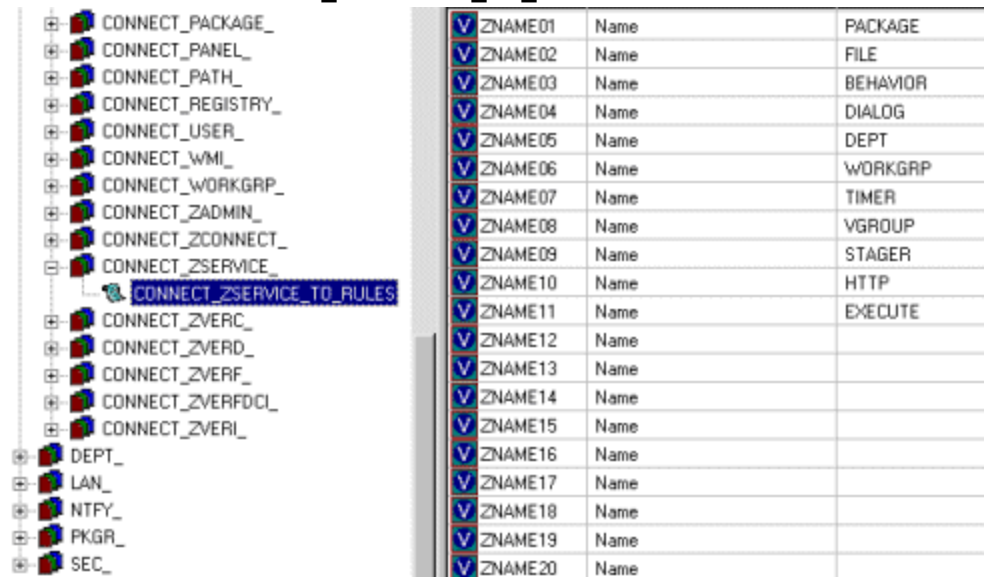 CONNECT_PACKAGE_
CONNECT_PANEL_
CONNECT_PATH_
CONNECT_REGISTRY_
CONNECT_USER_
CONNECT_WMI_
CONNECT_WORKGRP_
CONNECT_ZADMIN_
CONNECT_ZCONNECT_
CONNECT_ZSERVICE_
CONNECT_ZSERVICE_TO_RULES
CONNECT_ZVERC_
CONNECT_ZVERD_
CONNECT_ZVERF_
CONNECT_ZVERFDCI_
CONNECT_ZVERI_
DEPT_
LAN_
NTFY_
PKGR_
SEC_
V ZNAME01 Name PACKAGE
V ZNAME02 Name FILE
V ZNAME03 Name BEHAVIOR
V ZNAME04 Name DIALOG
V ZNAME05 Name DEPT
V ZNAME06 Name WORKGRP
V ZNAME07 Name TIMER
V ZNAME08 Name VGROUP
V ZNAME09 Name STAGER
V ZNAME10 Name HTTP
V ZNAME11 Name EXECUTE
V ZNAME12 Name
V ZNAME13 Name
V ZNAME14 Name
V ZNAME15 Name
V ZNAME16 Name
V ZNAME17 Name
V ZNAME18 Name
V ZNAME19 Name
V ZNAME20 Name